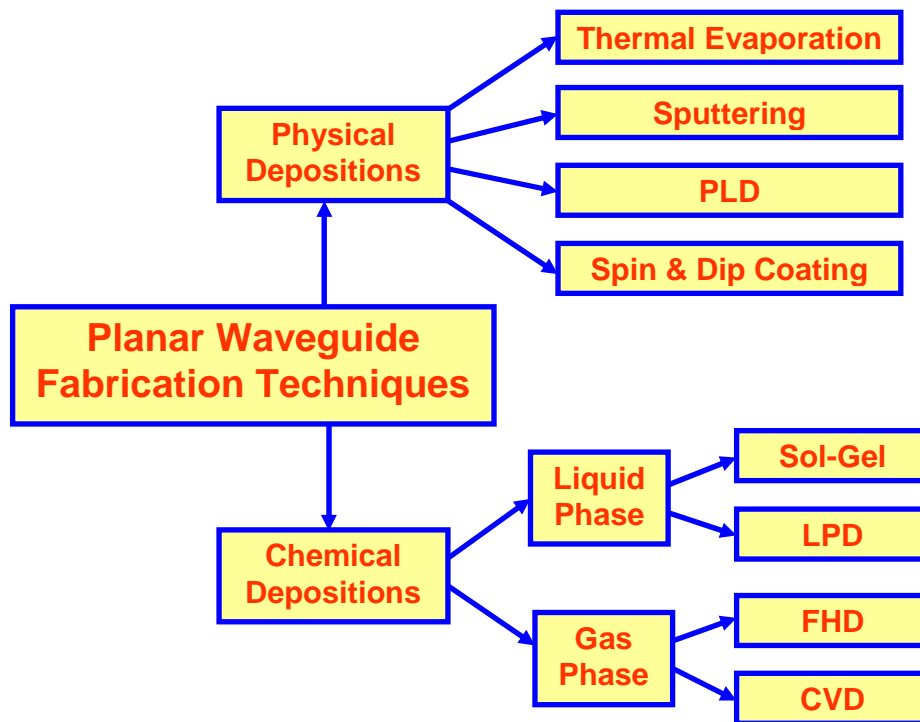 Thermal Evaporation
Sputtering
Physical
Depositions
PLD
Spin & Dip Coating
Planar Waveguide
Fabrication Techniques
Sol-Gel
Liquid
Phase
LPD
Chemical
Depositions
FHD
Gas
Phase
CVD